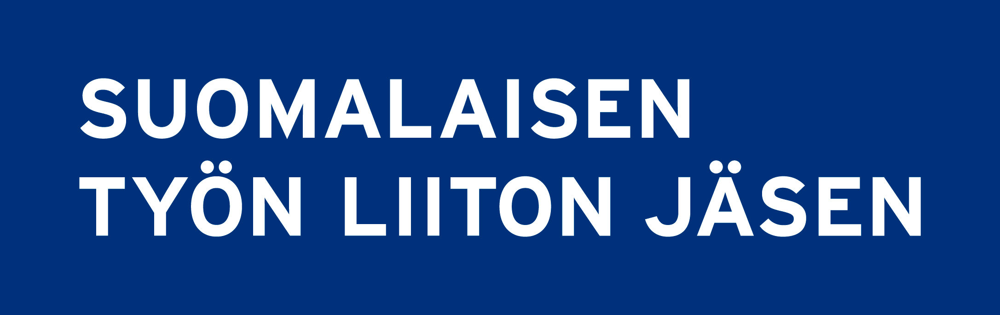 SUOMALAISEN
TYÖN LIITON JÄSEN